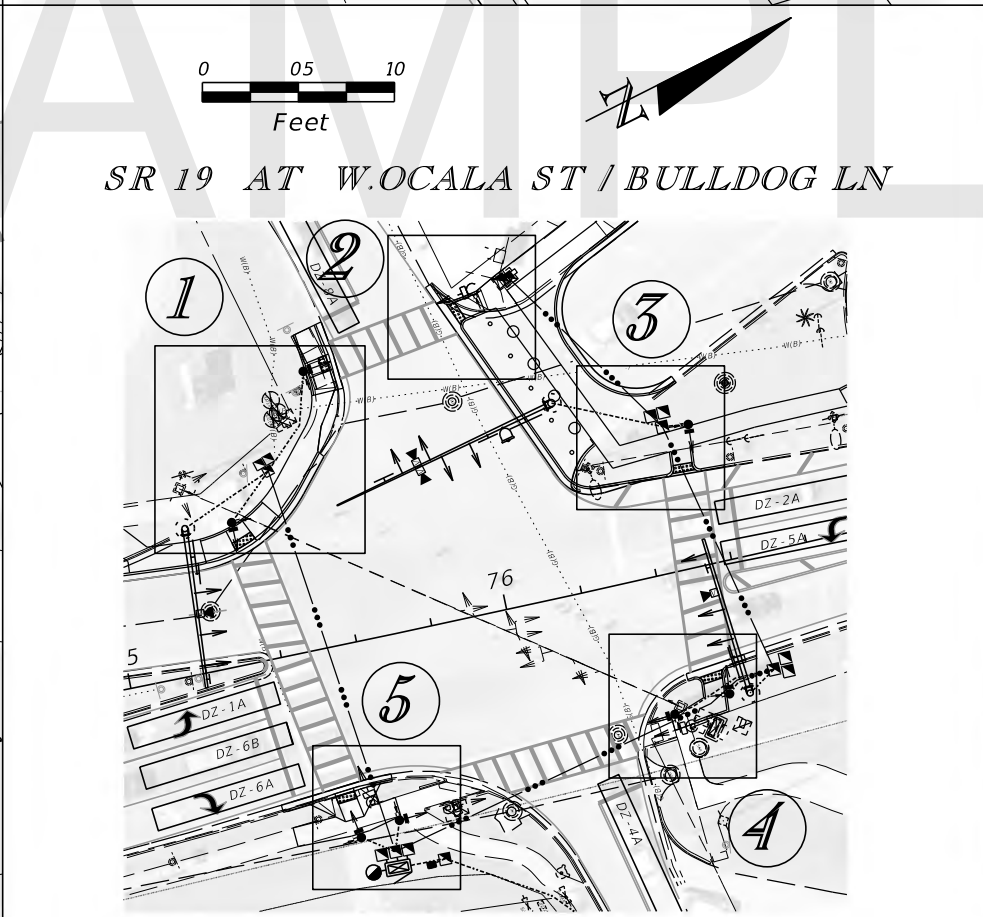 AMPL
0 05 10
Feet
N
SR 19 AT W.OCALA ST / BULLDOG LN
1
2
3
DZ-8A
W(B)
G(B)
W(B)
W(B)
W(B)
W(B)
G(B)
G(B)
DZ-2A
DZ-5A
76
G(B)
5
DZ-1A
DZ-6B
DZ-6A
5
DZ-4A
4